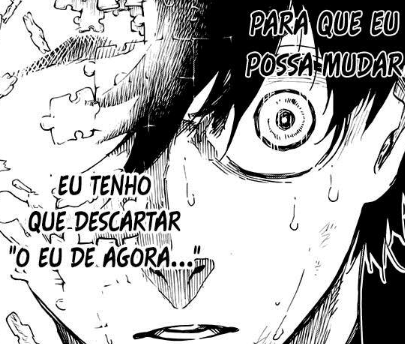 PARA QUE EU
POSSA MUDAR
EU TENHO
QUE DESCARTAR
"O EU DE AGORA..."